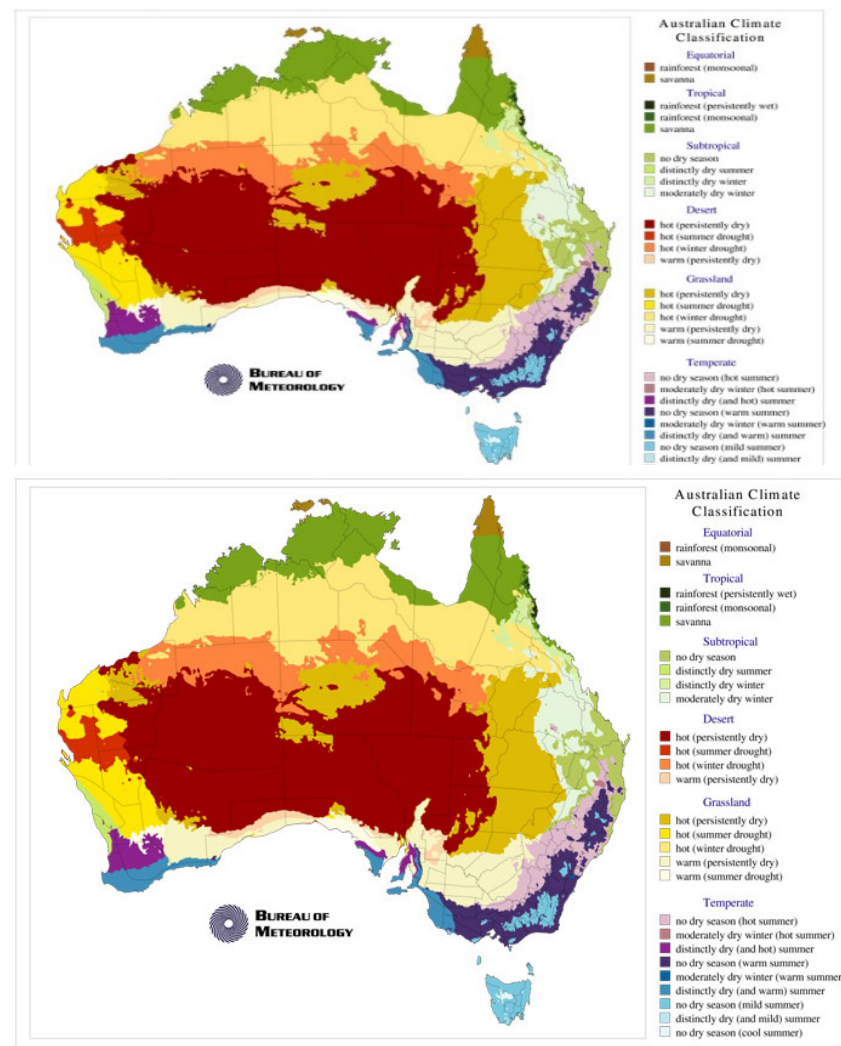 Australian Climate
Classification
Equatorial
rainforest (monsoonal)
savanna
Tropical
rainforest (persistently wet)
rainforest (monsoonal)
savanna
Subtropical
no dry season
distinctly dry summer
distinctly dry winter
moderately dry winter
Desert
hot (persistently dry)
hot (summer drought)
hot (winter drought)
warm (persistently dry)
Grassland
hot (persistently dry)
hot (summer drought)
hot (winter drought)
warm (persistently dry)
warm (summer drought)
Temperate
no dry season (hot summer)
moderately dry winter (hot summer)
distinctly dry (and hot) summer
no dry season (warm summer)
moderately dry winter (warm summer)
distinctly dry (and warm) summer
no dry season (mild summer)
distinctly dry (and mild) summer
BUREAU OF
METEOROLOGY
Australian Climate
Classification
Equatorial
rainforest (monsoonal)
savanna
Tropical
rainforest (persistently wet)
rainforest (monsoonal)
savanna
Subtropical
no dry season
distinctly dry summer
distinctly dry winter
moderately dry winter
Desert
hot (persistently dry)
hot (summer drought)
hot (winter drought)
warm (persistently dry)
Grassland
hot (persistently dry)
hot (summer drought)
hot (winter drought)
warm (persistently dry)
warm (summer drought)
Temperate
no dry season (hot summer)
moderately dry winter (hot summer)
distinctly dry (and hot) summer
no dry season (warm summer)
moderately dry winter (warm summer
distinctly dry (and warm) summer
no dry season (mild summer)
distinctly dry (and mild) summer
no dry season (cool summer)
BUREAU OF
METEOROLOGY